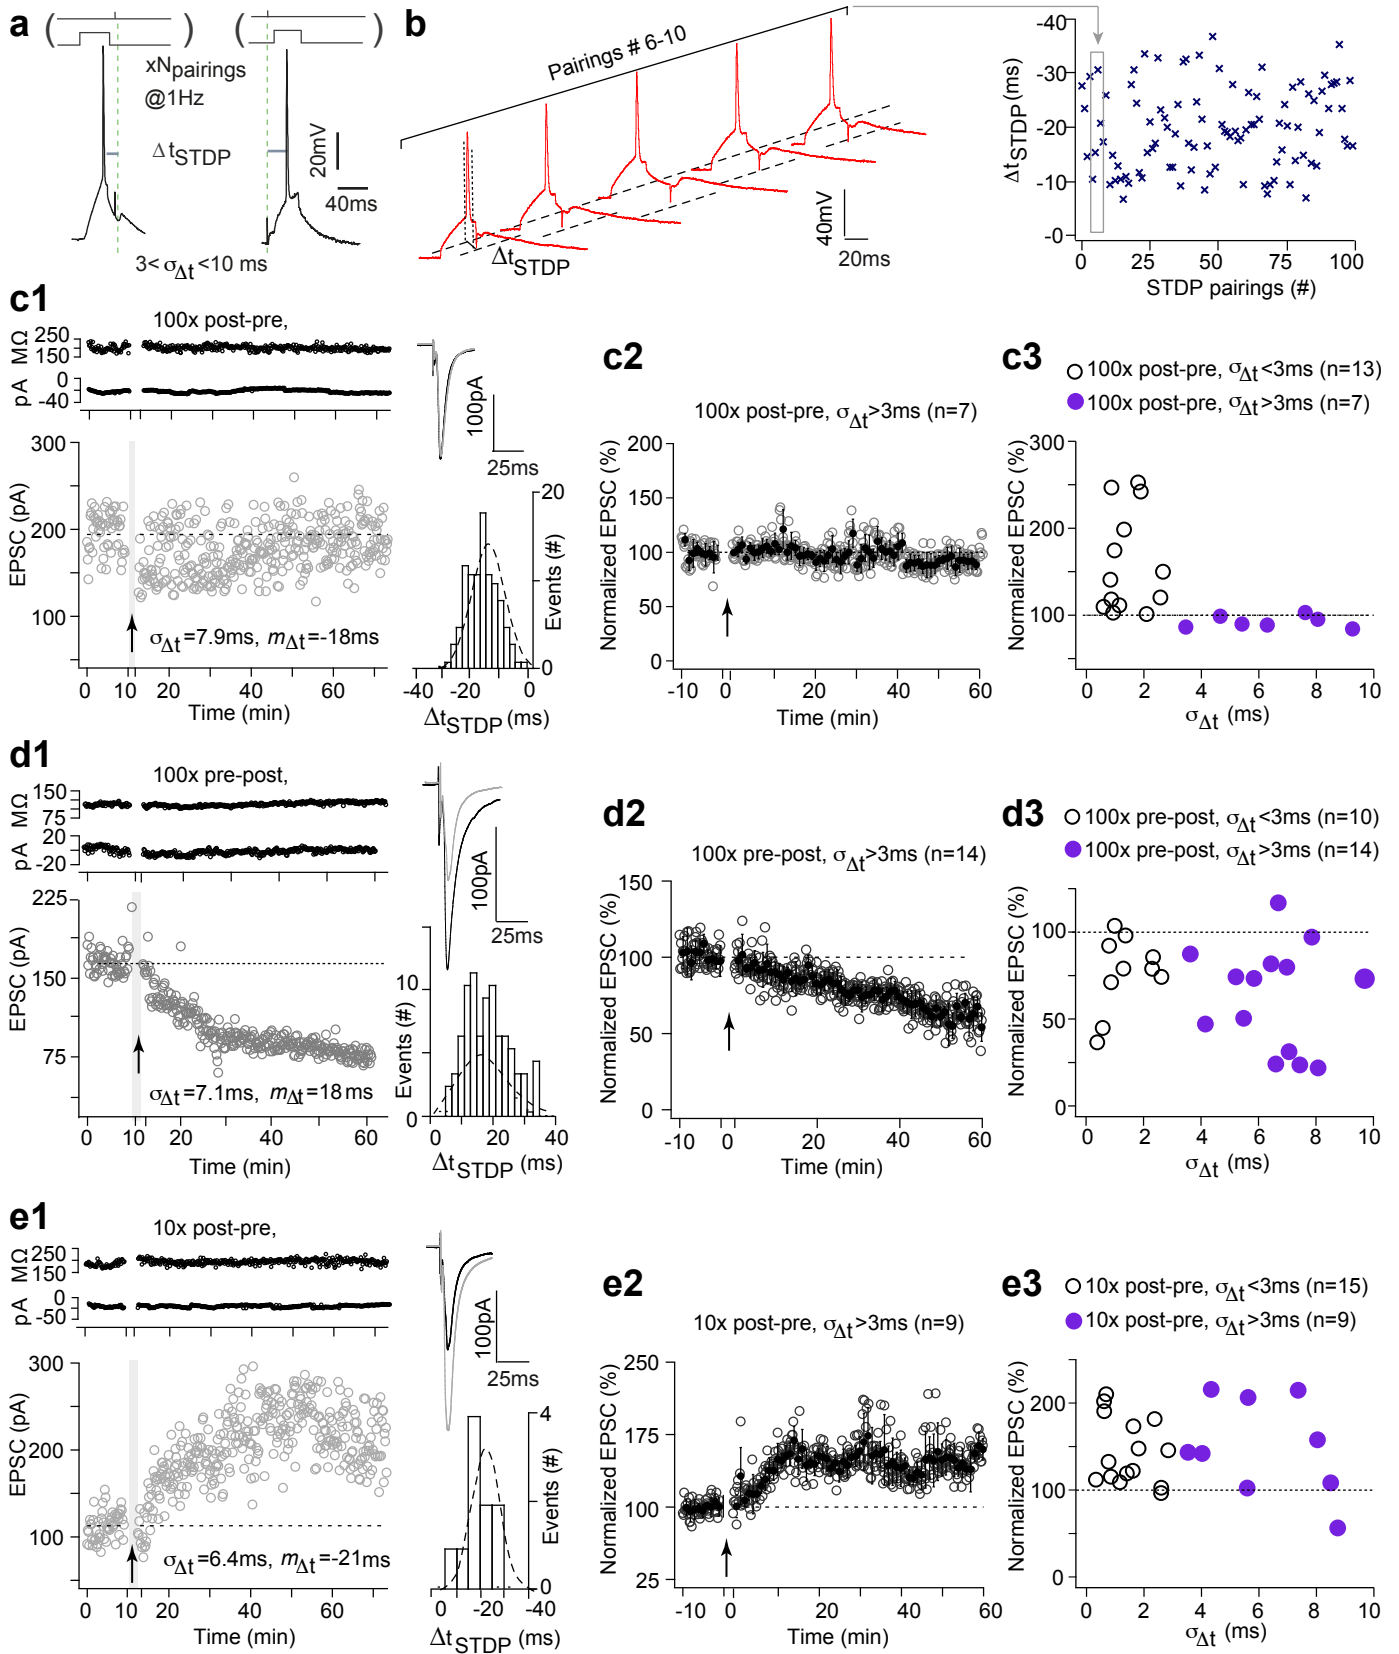 a
( ) ( )
xNpairings
@1Hz
ΔtSTDP
20mV
40ms
3< σΔt <10 ms
b
Pairings # 6-10
ΔtSTDP
40mV
20ms
ΔtSTDP(ms)
-40
-30
-20
-10
-0
0 25 50 75 100
STDP pairings (#)
c1
100x post-pre,
MΩ
250
150
pA
0
-40
EPSC (pA)
300
200
100
σΔt=7.9ms, mΔt=-18ms
0 10 20 40 60
Time (min)
100pA
25ms
20
10
0
Events (#)
-40 -20 0
ΔtSTDP (ms)
c2
100x post-pre, σΔt>3ms (n=7)
Normalized EPSC (%)
200
150
100
50
0
-10 0 20 40 60
Time (min)
c3
100x post-pre, σΔt<3ms (n=13)
100x post-pre, σΔt>3ms (n=7)
Normalized EPSC (%)
300
200
100
0 2 4 6 8 10
σΔt (ms)
d1
100x pre-post,
MΩ
150
75
pA
20
-20
EPSC (pA)
225
150
75
σΔt=7.1ms, mΔt=18ms
0 10 20 40 60
Time (min)
100pA
25ms
Events (#)
10
0
0 10 20 30 40
ΔtSTDP (ms)
d2
100x pre-post, σΔt>3ms (n=14)
Normalized EPSC (%)
150
100
50
0
-10 0 20 40 60
Time (min)
d3
100x pre-post, σΔt<3ms (n=10)
100x pre-post, σΔt>3ms (n=14)
Normalized EPSC (%)
100
50
0
0 2 4 6 8 10
σΔt (ms)
e1
10x post-pre,
MΩ
250
150
pA
0
-50
EPSC (pA)
300
200
100
σΔt=6.4ms, mΔt=-21ms
0 10 20 40 60
Time (min)
100pA
25ms
4
2
0
Events (#)
0 -20 -40
ΔtSTDP (ms)
e2
10x post-pre, σΔt>3ms (n=9)
Normalized EPSC (%)
250
175
100
25
-10 0 20 40 60
Time (min)
e3
10x post-pre, σΔt<3ms (n=15)
10x post-pre, σΔt>3ms (n=9)
Normalized EPSC (%)
200
100
0
0 2 4 6 8 10
σΔt (ms)